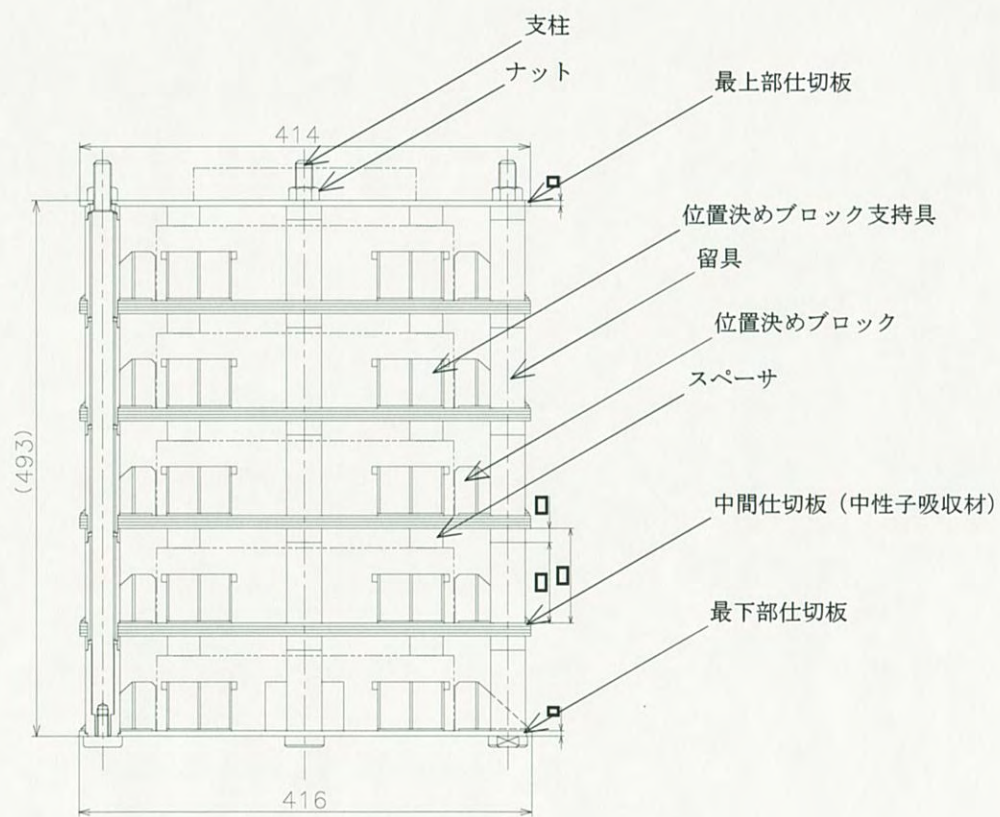 支柱
ナット
最上部仕切板
414
位置決めブロック支持具
留具
位置決めブロック
スペーサ
(493)
中間仕切板(中性子吸収材)
最下部仕切板
416